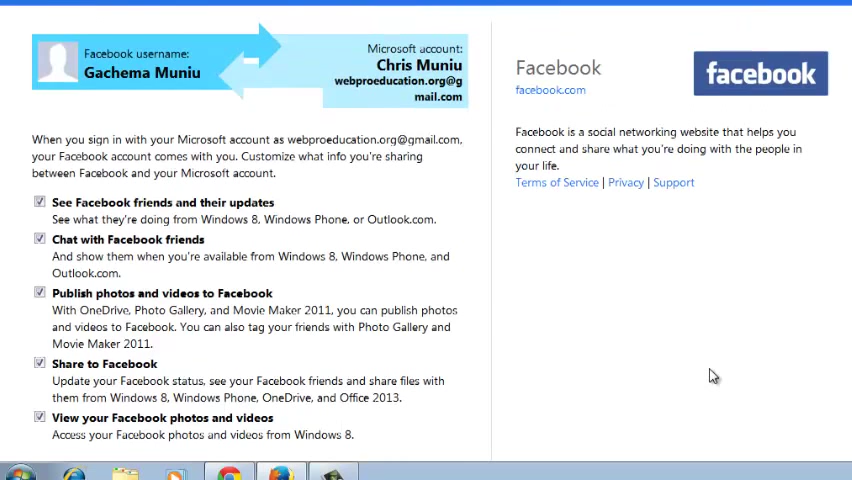 Facebook username:
Gachema Muniu
Microsoft account:
Chris Muniu
webproeducation.org@g
mail.com
When you sign in with your Microsoft account as webproeducation.org@gmail.com,
your Facebook account comes with you. Customize what info you're sharing
between Facebook and your Microsoft account.
See Facebook friends and their updates
See what they're doing from Windows 8, Windows Phone, or Outlook.com.
Chat with Facebook friends
And show them when you're available from Windows 8, Windows Phone, and
Outlook.com.
Publish photos and videos to Facebook
With OneDrive, Photo Gallery, and Movie Maker 2011, you can publish photos
and videos to Facebook. You can also tag your friends with Photo Gallery and
Movie Maker 2011.
Share to Facebook
Update your Facebook status, see your Facebook friends and share files with
them from Windows 8, Windows Phone, OneDrive, and Office 2013.
View your Facebook photos and videos
Access your Facebook photos and videos from Windows 8.
Facebook
facebook.com
facebook
Facebook is a social networking website that helps you
connect and share what you're doing with the people in
your life.
Terms of Service | Privacy | Support